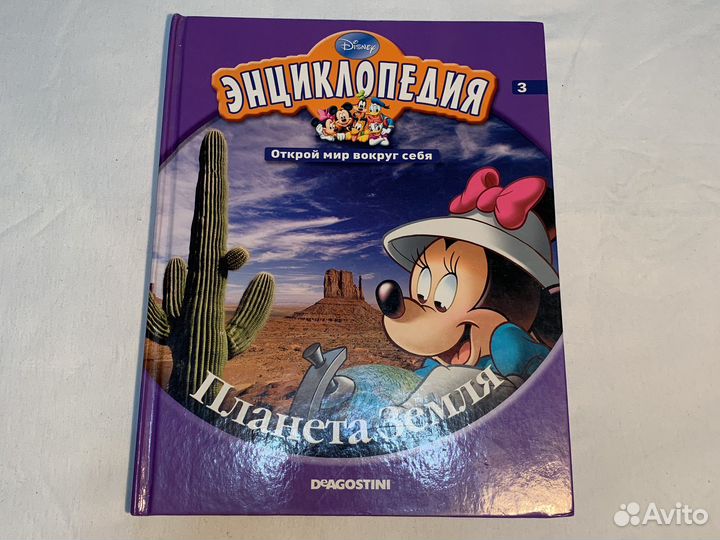 Disney
ЭНЦИКЛОПЕДИЯ
3
Открой мир вокруг себя
Планета Земля
DeAGOSTINI
Avito